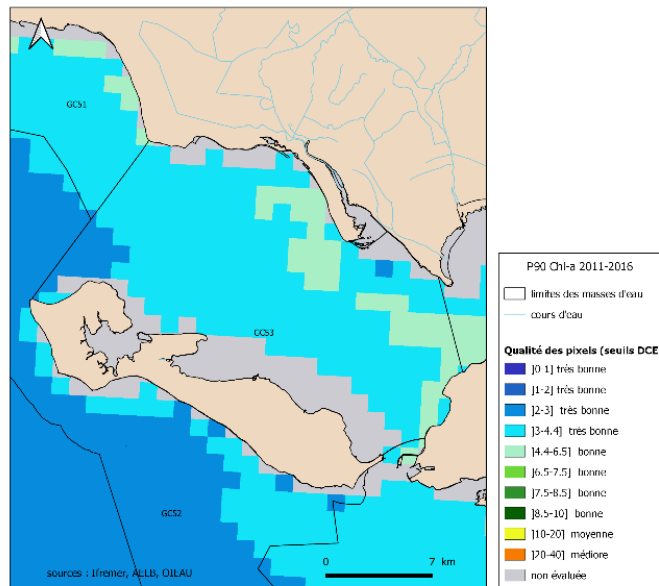 GC51
GC53
GC52
sources : Ifremer, AELB, OIEAU
0 7 km
P90 Chl-a 2011-2016
limites des masses d'eau
cours d'eau
Qualité des pixels (seuils DCE
]0-1] très bonne
]1-2] très bonne
]2-3] très bonne
]3-4.4] très bonne
]4.4-6.5] bonne
]6.5-7.5] bonne
]7.5-8.5] bonne
]8.5-10] bonne
]10-20] moyenne
]20-40] médiore
non évaluée